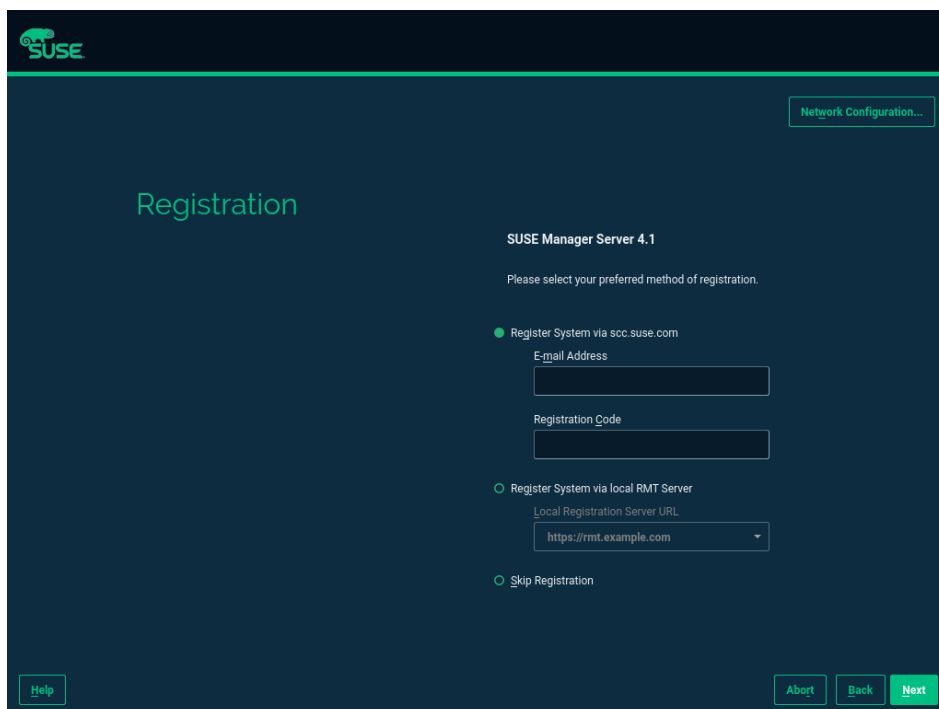 SUSE
Network Configuration...
Registration
SUSE Manager Server 4.1
Please select your preferred method of registration.
Register System via scc.suse.com
E-mail Address
Registration Code
Register System via local RMT Server
Local Registration Server URL
https://rmt.example.com
Skip Registration
Help
Abort
Back
Next